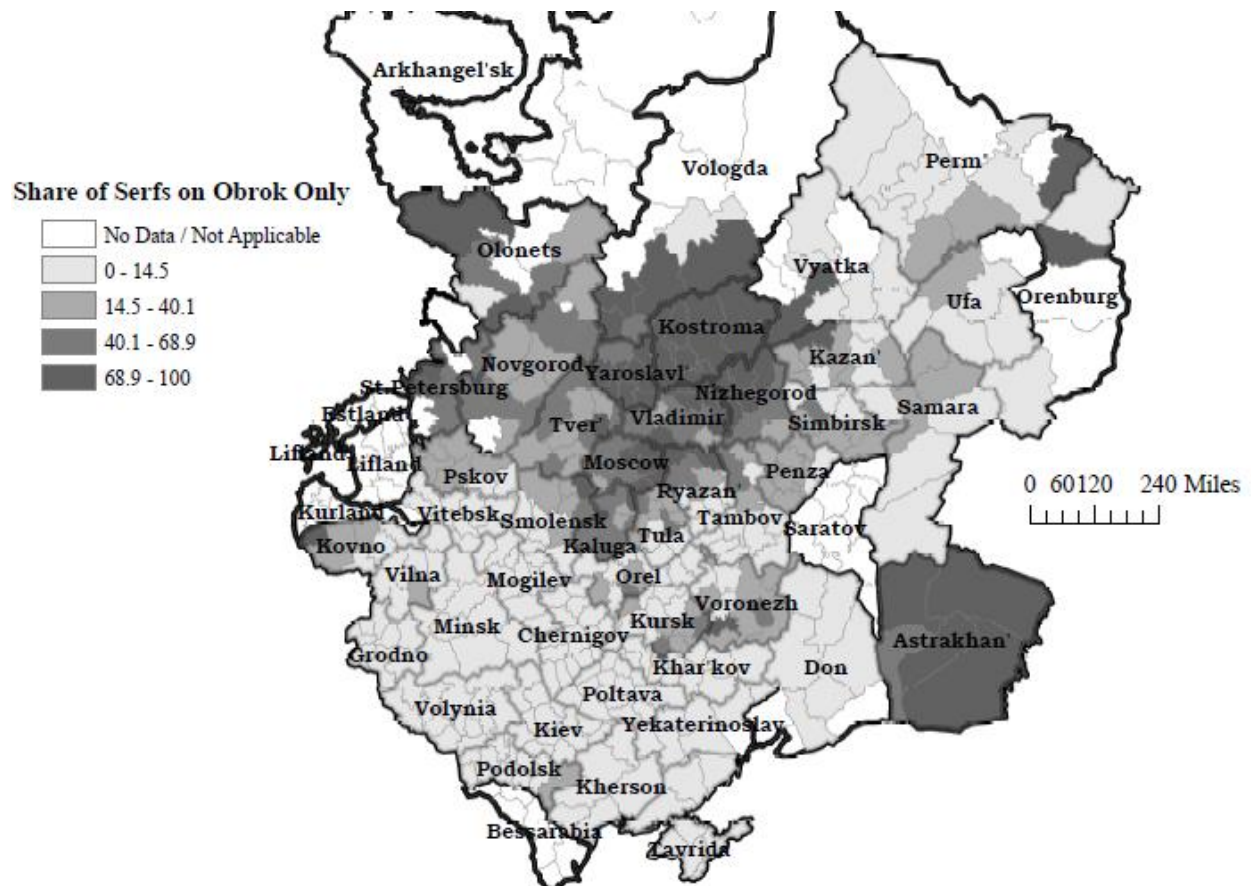 Arkhangel'sk
Vologda
Perm'
Share of Serfs on Obrok Only
No Data / Not Applicable
0 - 14.5
14.5 - 40.1
40.1 - 68.9
68.9 - 100
Olonets
Vyatka
Ufa
Orenburg
Kostroma
Novgorod
Yaroslavl'
Kazan'
St.Petersburg
Nizhegorod
Estland
Vladimir
Samara
Tver'
Simbirsk
Lifland
Lifland
Moscow
Pskov
Penza
Ryazan'
0 60120 240 Miles
Kurland
Vitebsk
Smolensk
Tambov
Saratov
Kovno
Kaluga
Tula
Vilna
Mogilev
Orel
Voronezh
Minsk
Chernigov
Kursk
Astrakhan'
Grodno
Khar'kov
Don
Poltava
Volynia
Kiev
Yekaterinoslav
Podolsk
Kherson
Bessarabia
Tavrida